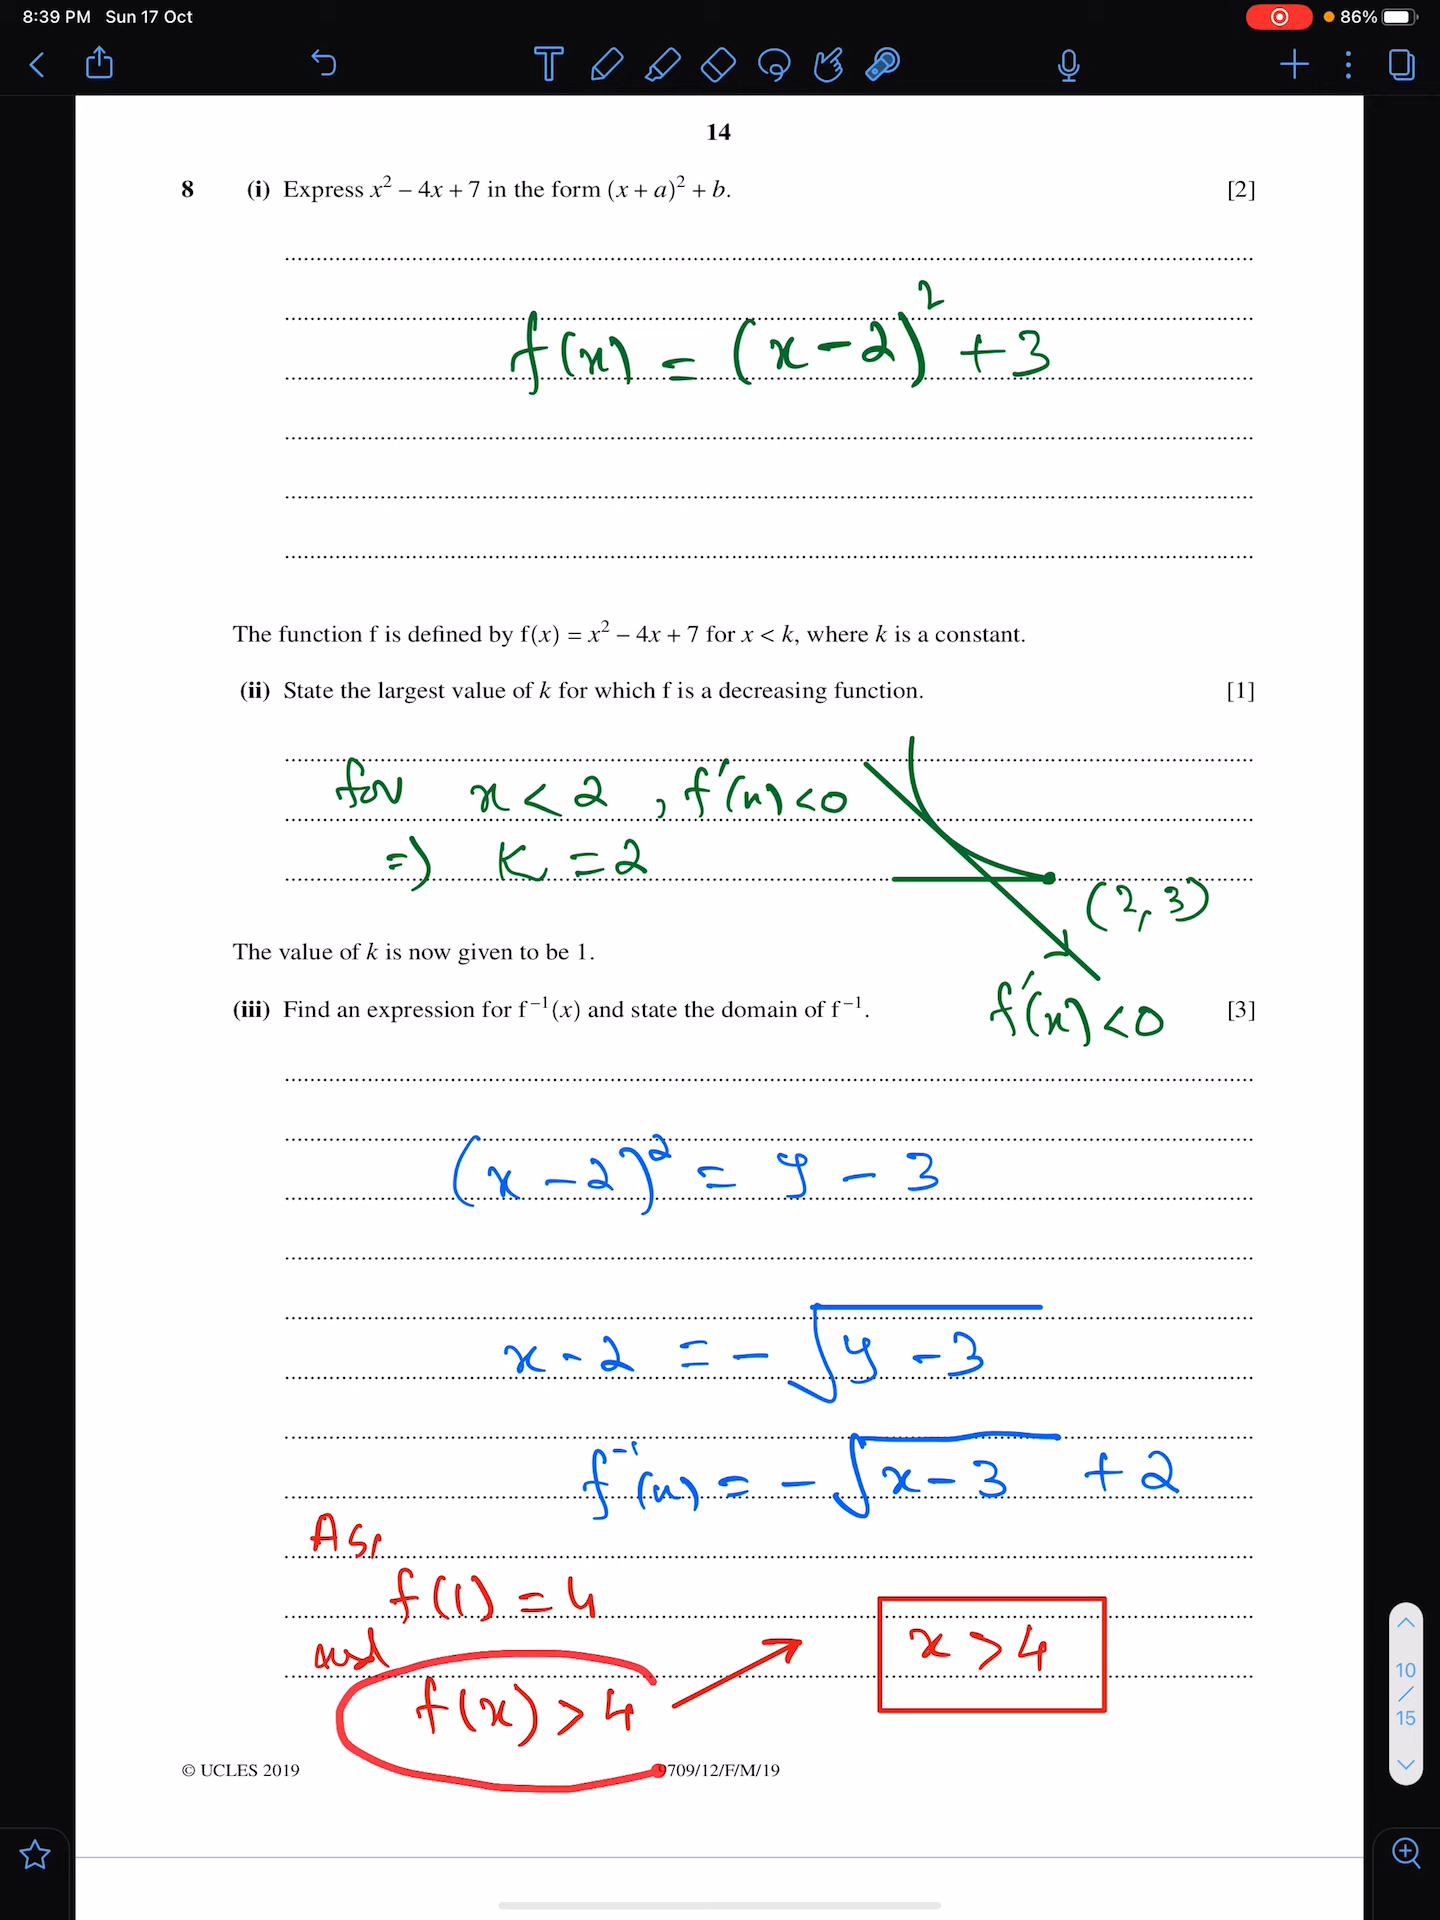 8:39 PM Sun 17 Oct
86%
14
8 (i) Express x² – 4x + 7 in the form (x + a)² + b. [2]
f(x) = (x-2)² + 3
The function f is defined by f(x) = x² – 4x + 7 for x < k, where k is a constant.
(ii) State the largest value of k for which f is a decreasing function. [1]
for x < 2 , f'(x) < 0
=) K = 2
(2, 3)
The value of k is now given to be 1.
f'(x) < 0
(iii) Find an expression for f⁻¹(x) and state the domain of f⁻¹. [3]
(x - 2)² = y - 3
x - 2 = - √y - 3
f⁻¹(x) = - √x - 3 + 2
As,
f(1) = 4
and
x > 4
f(x) > 4
10
/
15
© UCLES 2019 9709/12/F/M/19